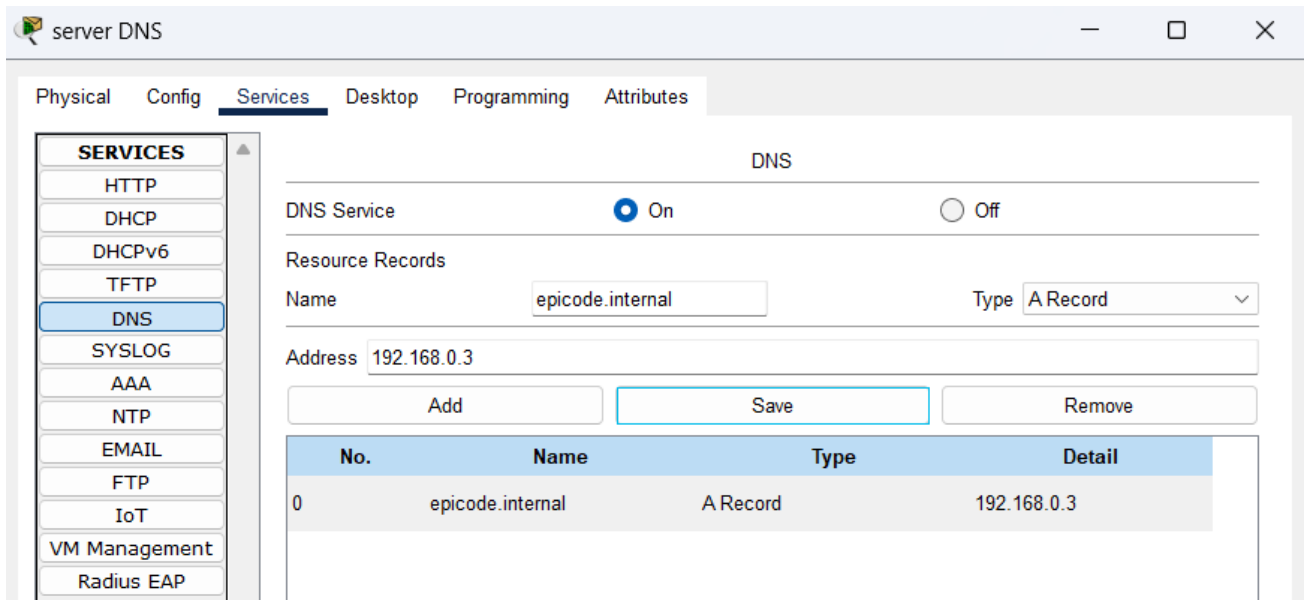 server DNS
Physical Config Services Desktop Programming Attributes
SERVICES
HTTP
DHCP
DHCPv6
TFTP
DNS
SYSLOG
AAA
NTP
EMAIL
FTP
IoT
VM Management
Radius EAP
DNS
DNS Service On Off
Resource Records
Name epicode.internal Type A Record
Address 192.168.0.3
Add Save Remove
No. Name Type Detail
0 epicode.internal A Record 192.168.0.3